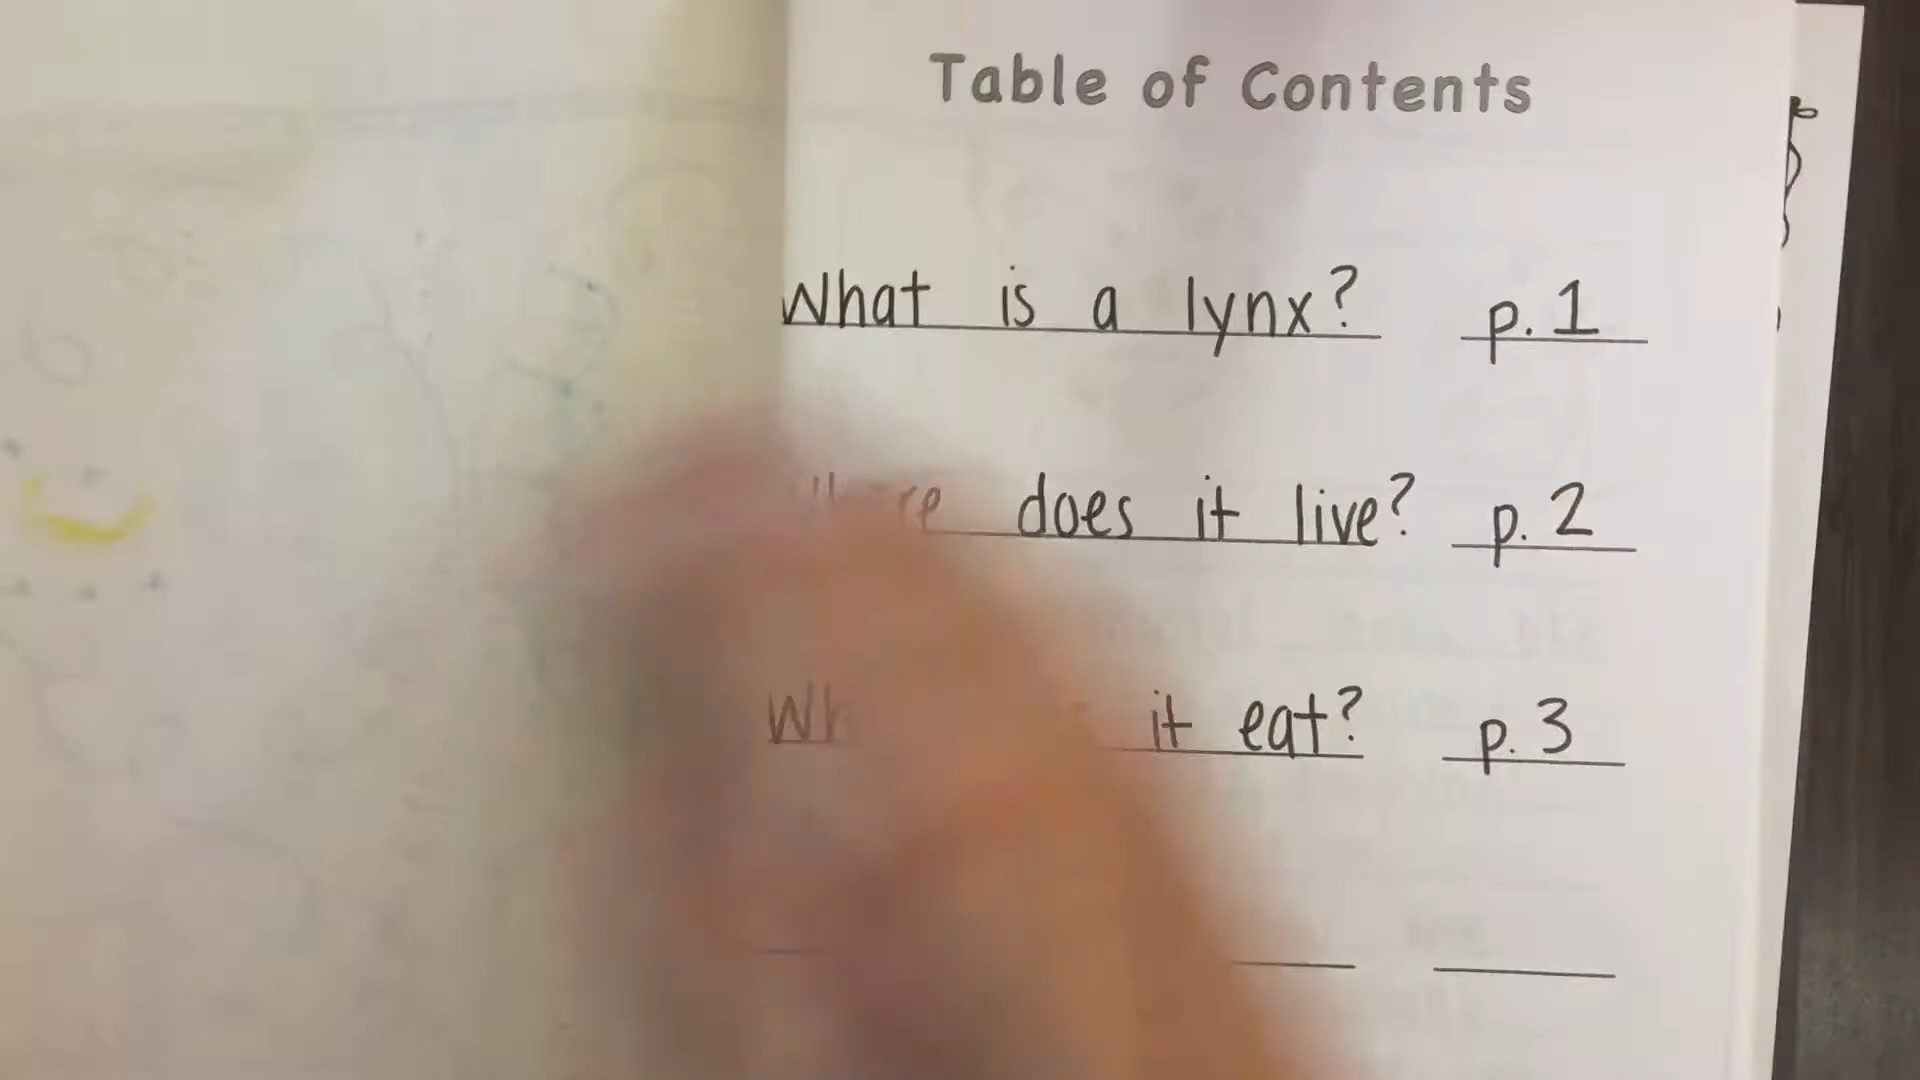 Table of Contents
What is a lynx? p. 1
does it live? p. 2
it eat? p. 3